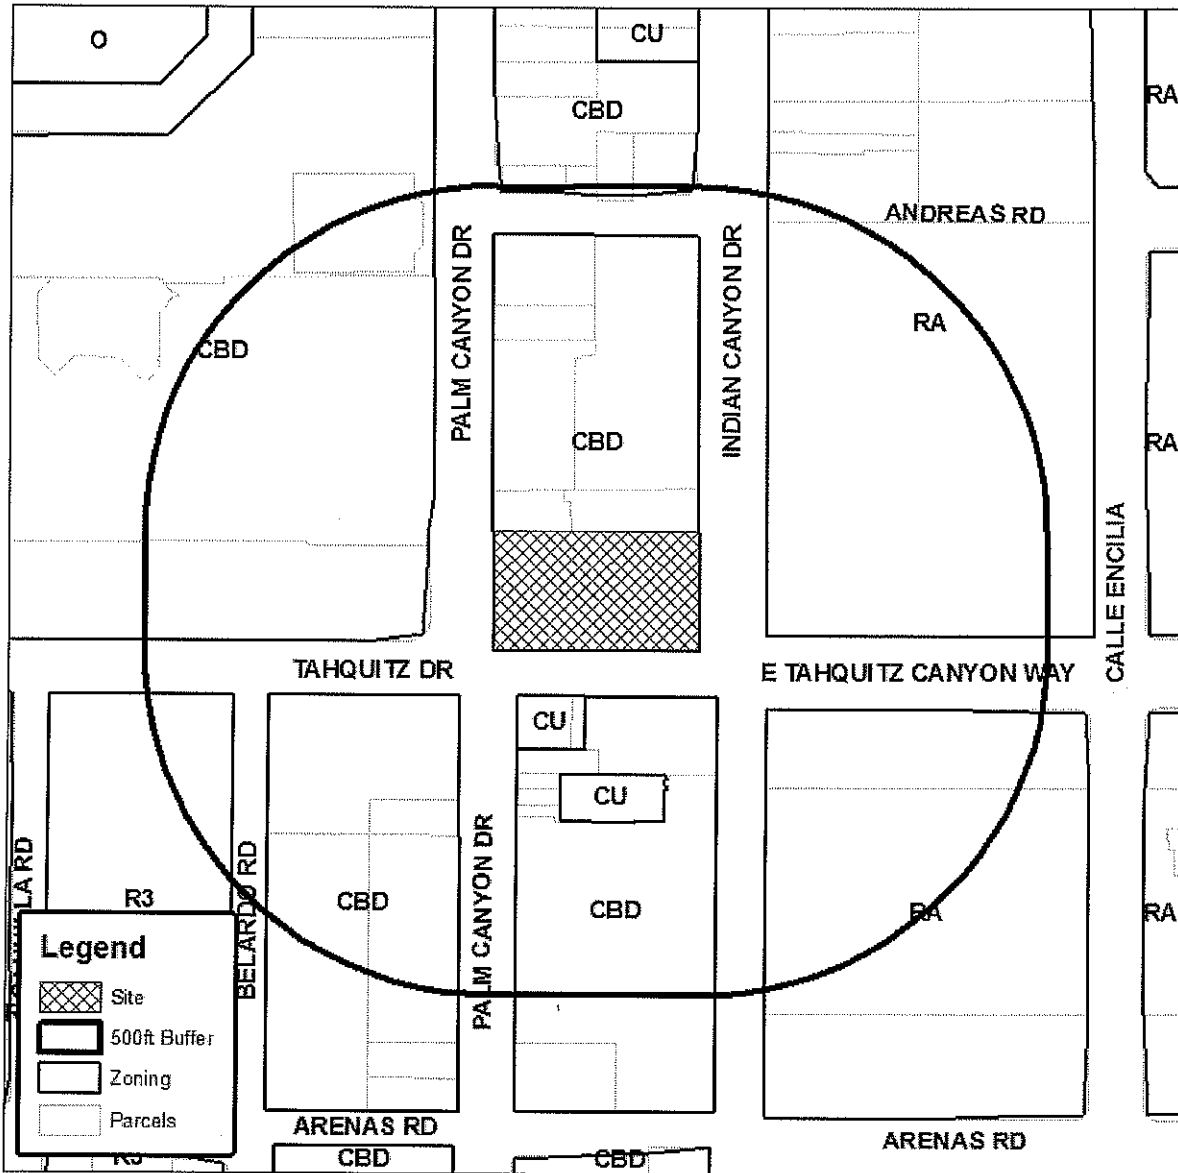 O
CU
RA
CBD
ANDREAS RD
PALM CANYON DR
INDIAN CANYON DR
RA
CBD
CBD
RA
CALLE ENCILIA
TAHQUITZ DR
E TAHQUITZ CANYON WAY
CU
CU
BELARDO RD
PALM CANYON DR
R3
CBD
CBD
RA
RA
Legend
Site
500ft Buffer
Zoning
Parcels
ARENAS RD
ARENAS RD
R3
CBD
CBD